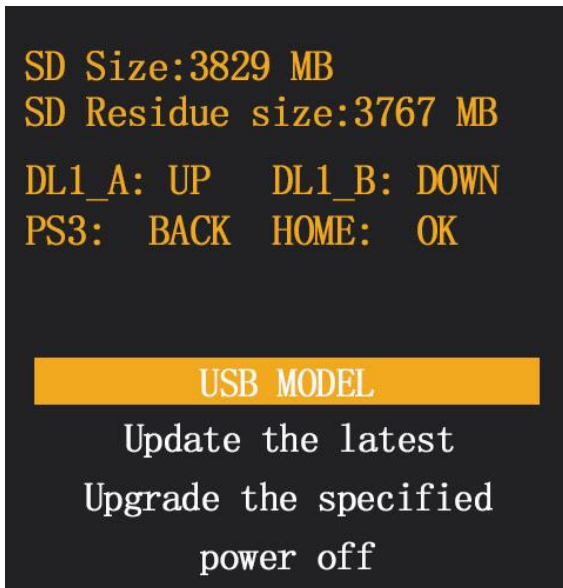 SD Size:3829 MB
SD Residue size:3767 MB
DL1_A: UP DL1_B: DOWN
PS3: BACK HOME: OK
USB MODEL
Update the latest
Upgrade the specified
power off